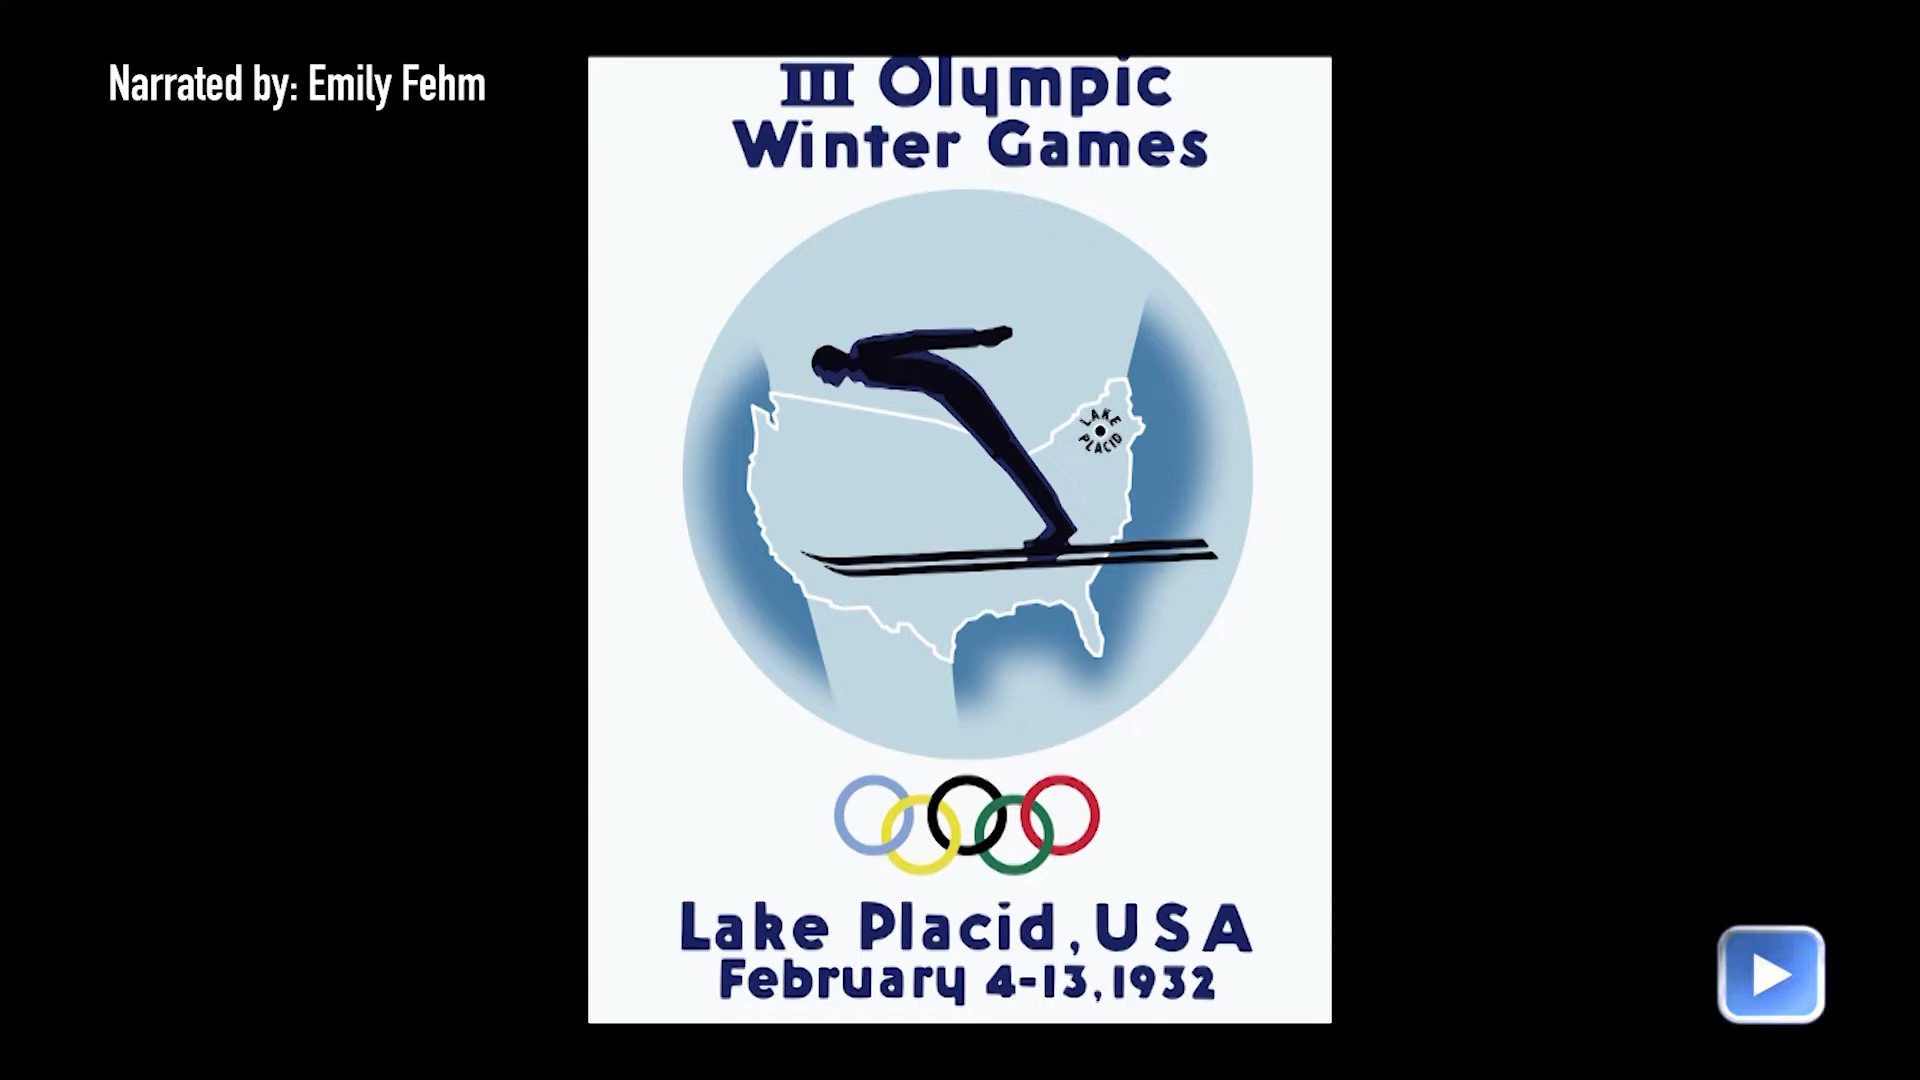 Narrated by: Emily Fehm
III Olympic
Winter Games
LAKE
PLACID
Lake Placid, USA
February 4-13, 1932